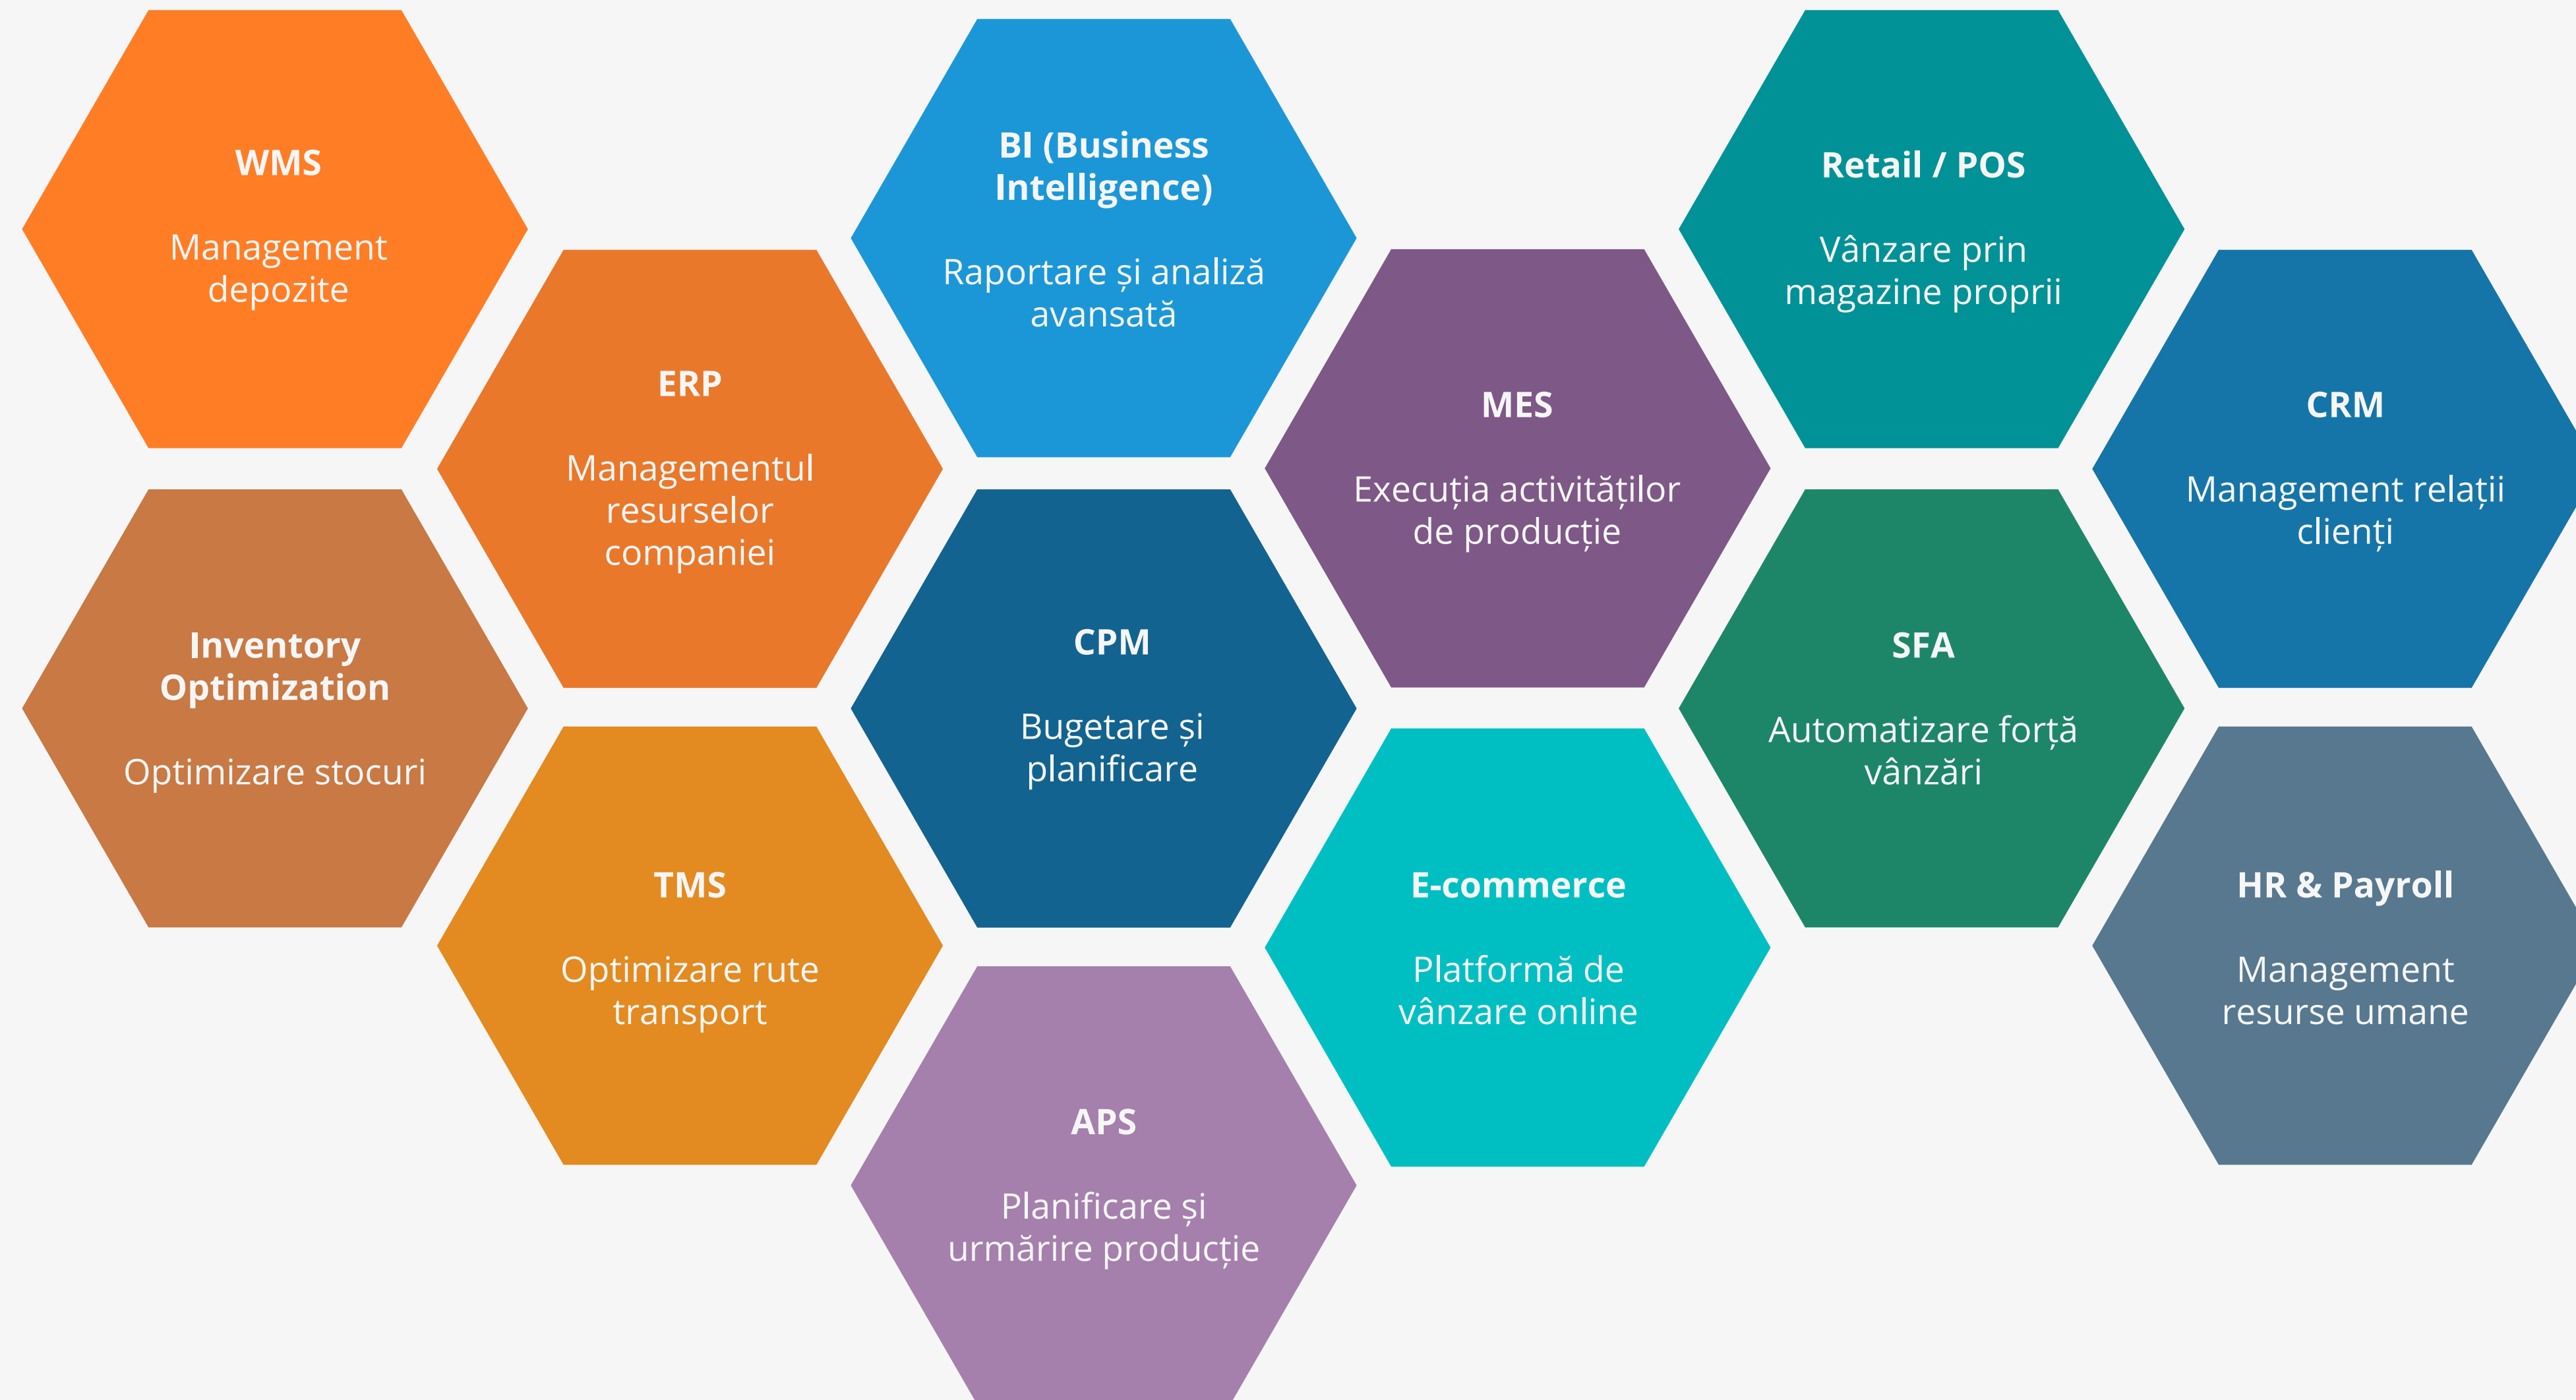 WMS
Management
depozite
BI (Business
Intelligence)
Raportare și analiză
avansată
Retail / POS
Vânzare prin
magazine proprii
ERP
Managementul
resurselor
companiei
MES
Execuția activităților
de producție
CRM
Management relații
clienți
Inventory
Optimization
Optimizare stocuri
CPM
Bugetare și
planificare
SFA
Automatizare forță
vânzări
TMS
Optimizare rute
transport
E-commerce
Platformă de
vânzare online
HR & Payroll
Management
resurse umane
APS
Planificare și
urmărire producție